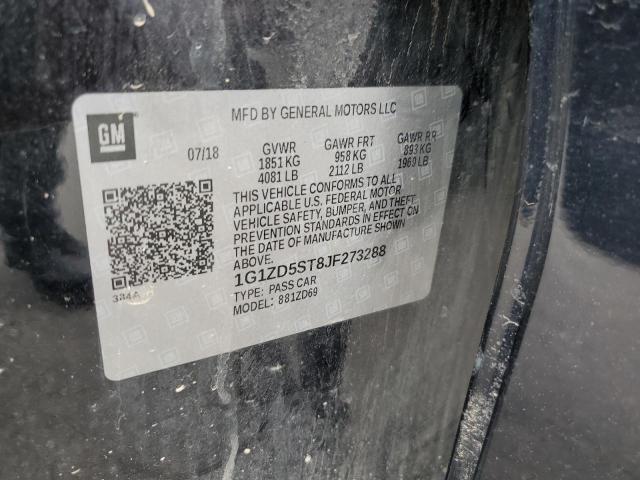 MFD BY GENERAL MOTORS LLC
GM
07/18
GVWR GAWR FRT GAWR RR
1851 KG 958 KG 893 KG
4081 LB 2112 LB 1969 LB
THIS VEHICLE CONFORMS TO ALL
APPLICABLE U.S. FEDERAL MOTOR
VEHICLE SAFETY, BUMPER, AND THEFT
PREVENTION STANDARDS IN EFFECT ON
THE DATE OF MANUFACTURE SHOWN
ABOVE.
1G1ZD5ST8JF273288
TYPE: PASS CAR
MODEL: 881ZD69
384A